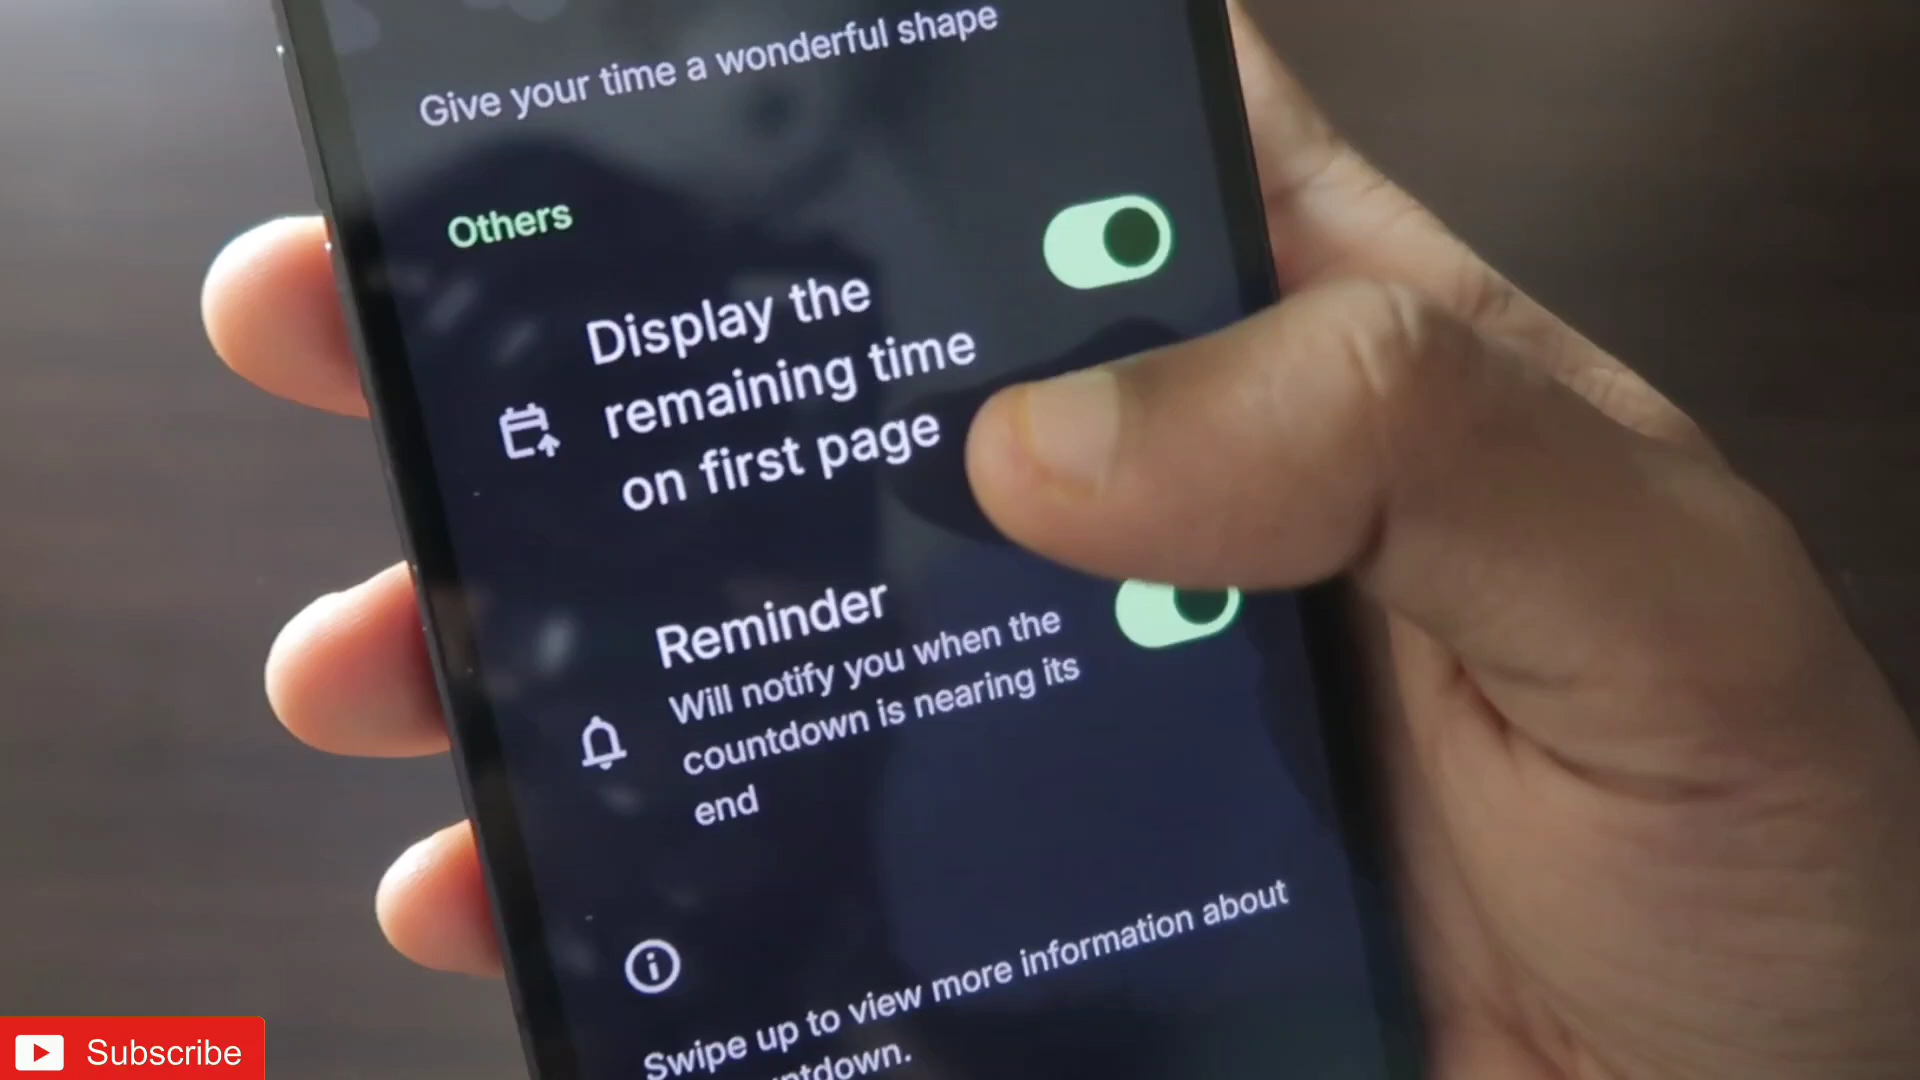 Give your time a wonderful shape
Others
Display the
remaining time
on first page
Reminder
Will notify you when the
countdown is nearing its
end
Swipe up to view more information about
Subscribe